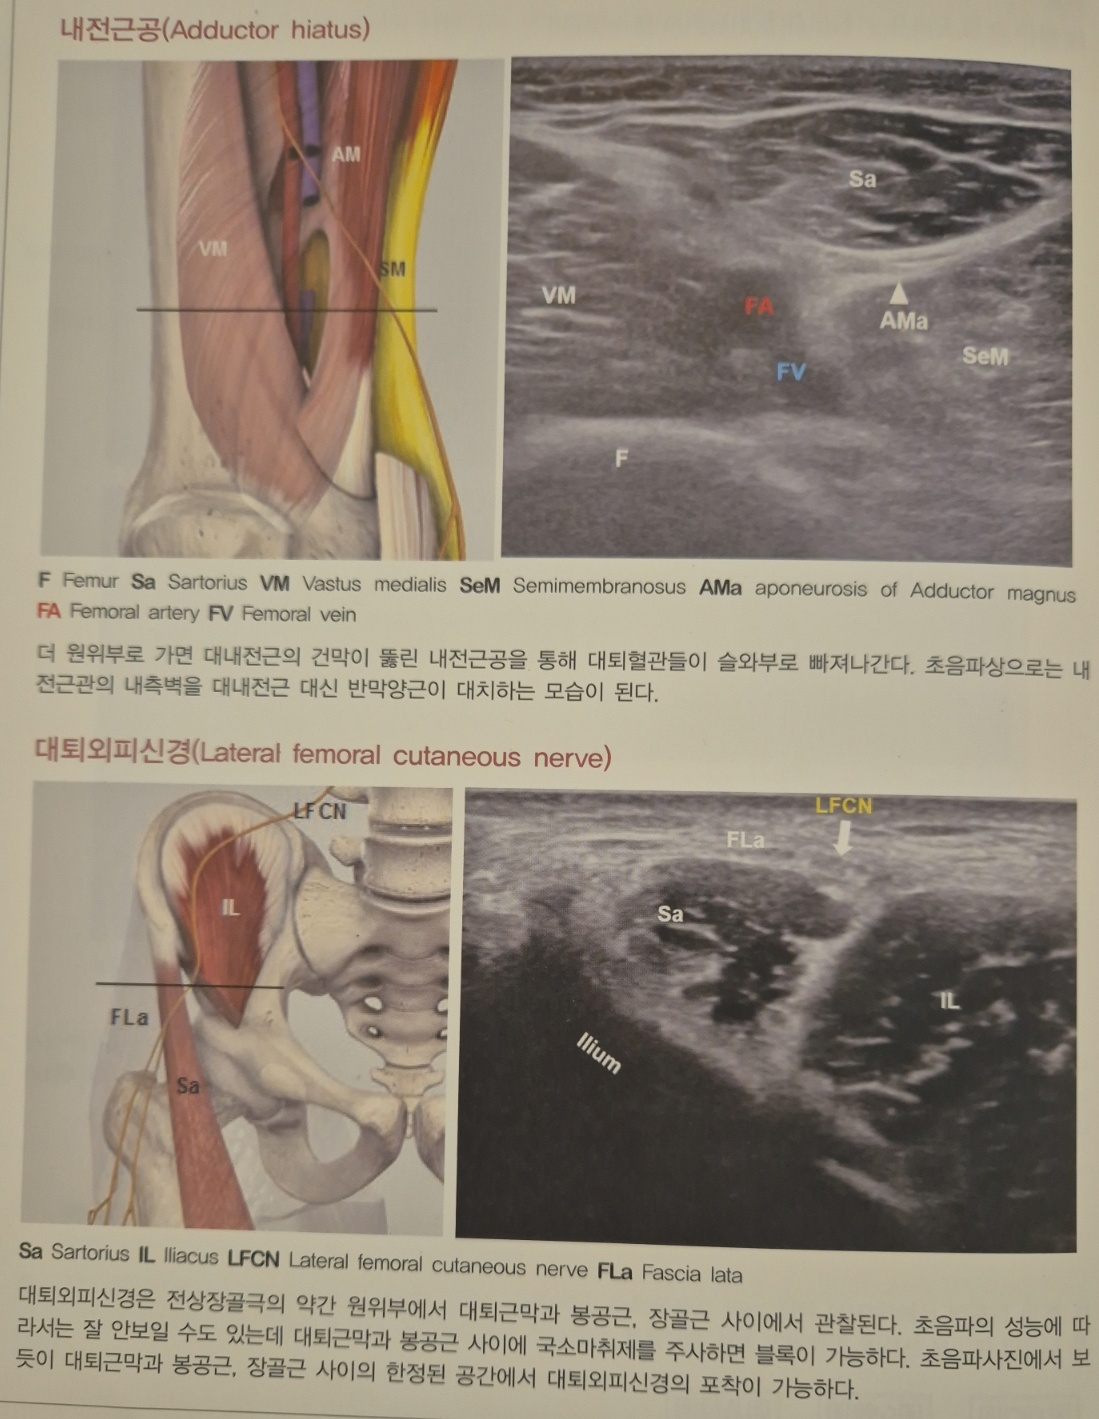 내전근공(Adductor hiatus)
AM
VM
SM
Sa
VM
FA
AMa
SeM
FV
F
F Femur Sa Sartorius VM Vastus medialis SeM Semimembranosus AMa aponeurosis of Adductor magnus
FA Femoral artery FV Femoral vein
더 원위부로 가면 대내전근의 건막이 뚫린 내전근공을 통해 대퇴혈관들이 슬와부로 빠져나간다. 초음파상으로는 내
전근관의 내측벽을 대내전근 대신 반막양근이 대치하는 모습이 된다.
대퇴외피신경(Lateral femoral cutaneous nerve)
LFCN
IL
FLa
Sa
LFCN
FLa
Sa
IL
Ilium
Sa Sartorius IL Iliacus LFCN Lateral femoral cutaneous nerve FLa Fascia lata
대퇴외피신경은 전상장골극의 약간 원위부에서 대퇴근막과 봉공근, 장골근 사이에서 관찰된다. 초음파의 성능에 따
라서는 잘 안보일 수도 있는데 대퇴근막과 봉공근 사이에 국소마취제를 주사하면 블록이 가능하다. 초음파사진에서 보
듯이 대퇴근막과 봉공근, 장골근 사이의 한정된 공간에서 대퇴외피신경의 포착이 가능하다.